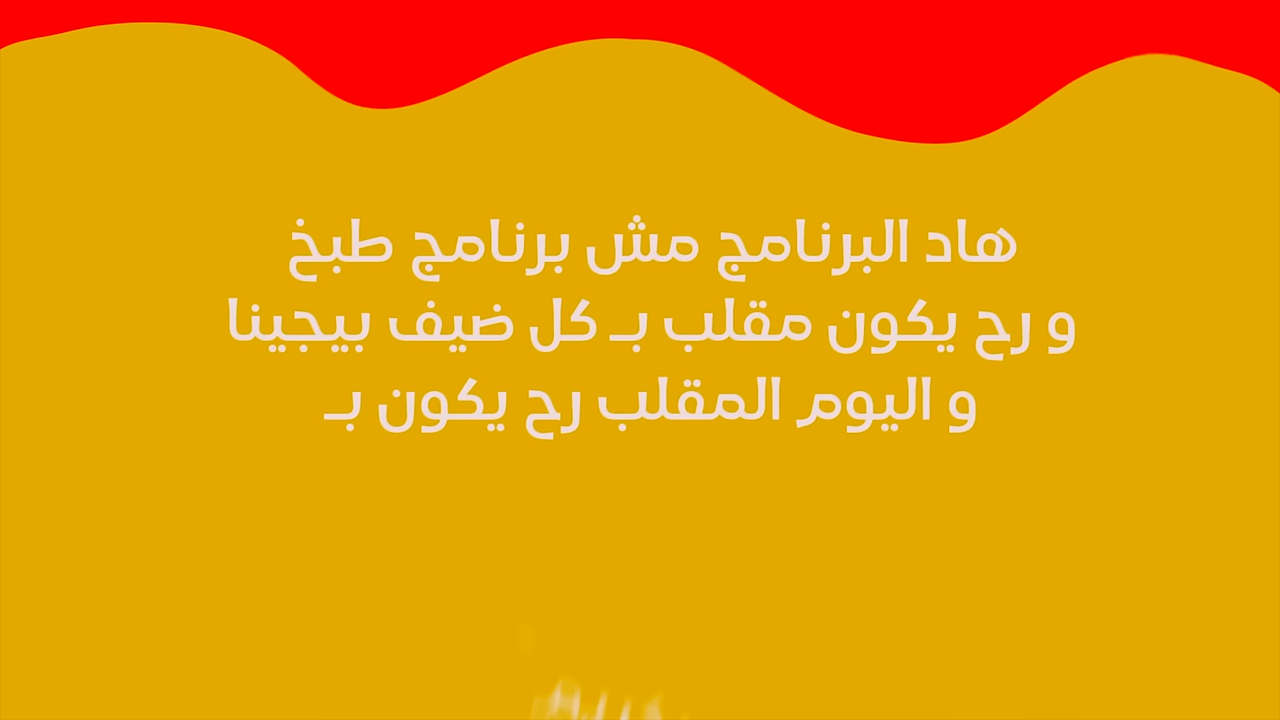 هاد البرنامج مش برنامج طبخ
و رح يكون مقلب بـ كل ضيف بيجينا
و اليوم المقلب رح يكون بـ